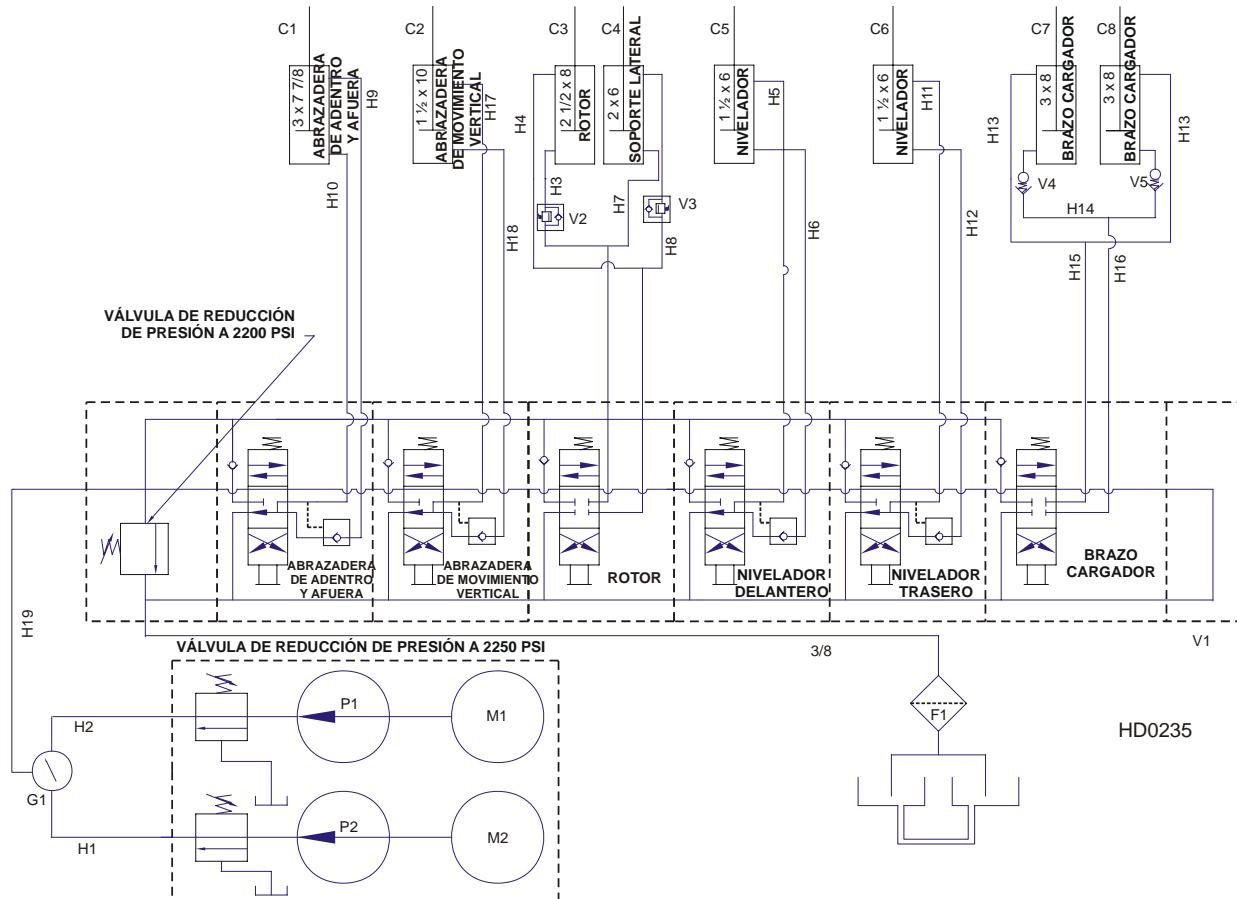 C1
C2
C3
C4
C5
C6
C7
C8
3 x 7 7/8
ABRAZADERA
DE ADENTRO
Y AFUERA
H9
H10
1 ½ x 10
ABRAZADERA
DE MOVIMIENTO
VERTICAL
H17
H18
H4
2 1/2 x 8
ROTOR
H3
V2
2 x 6
SOPORTE LATERAL
H7
V3
H8
1 ½ x 6
NIVELADOR
H5
H6
1 ½ x 6
NIVELADOR
H11
H12
H13
3 x 8
BRAZO CARGADOR
V4
3 x 8
BRAZO CARGADOR
H13
V5
H14
H15
H16
VÁLVULA DE REDUCCIÓN
DE PRESIÓN A 2200 PSI
ABRAZADERA
DE ADENTRO
Y AFUERA
ABRAZADERA
DE MOVIMIENTO
VERTICAL
ROTOR
NIVELADOR
DELANTERO
NIVELADOR
TRASERO
BRAZO
CARGADOR
H19
V1
VÁLVULA DE REDUCCIÓN DE PRESIÓN A 2250 PSI
3/8
P1
M1
H2
F1
HD0235
G1
P2
M2
H1